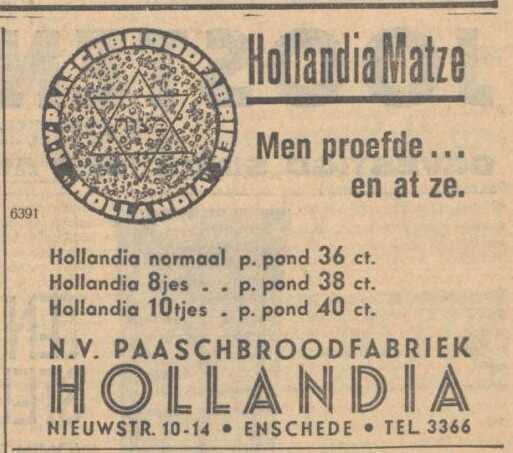 N.V. PAASCHBROODFABRIEK
"HOLLANDIA"
Hollandia Matze
Men proefde...
en at ze.
6391
Hollandia normaal p. pond 36 ct.
Hollandia 8jes . . p. pond 38 ct.
Hollandia 10tjes . p. pond 40 ct.
N.V. PAASCHBROODFABRIEK
HOLLANDIA
NIEUWSTR. 10-14 • ENSCHEDE • TEL. 3366